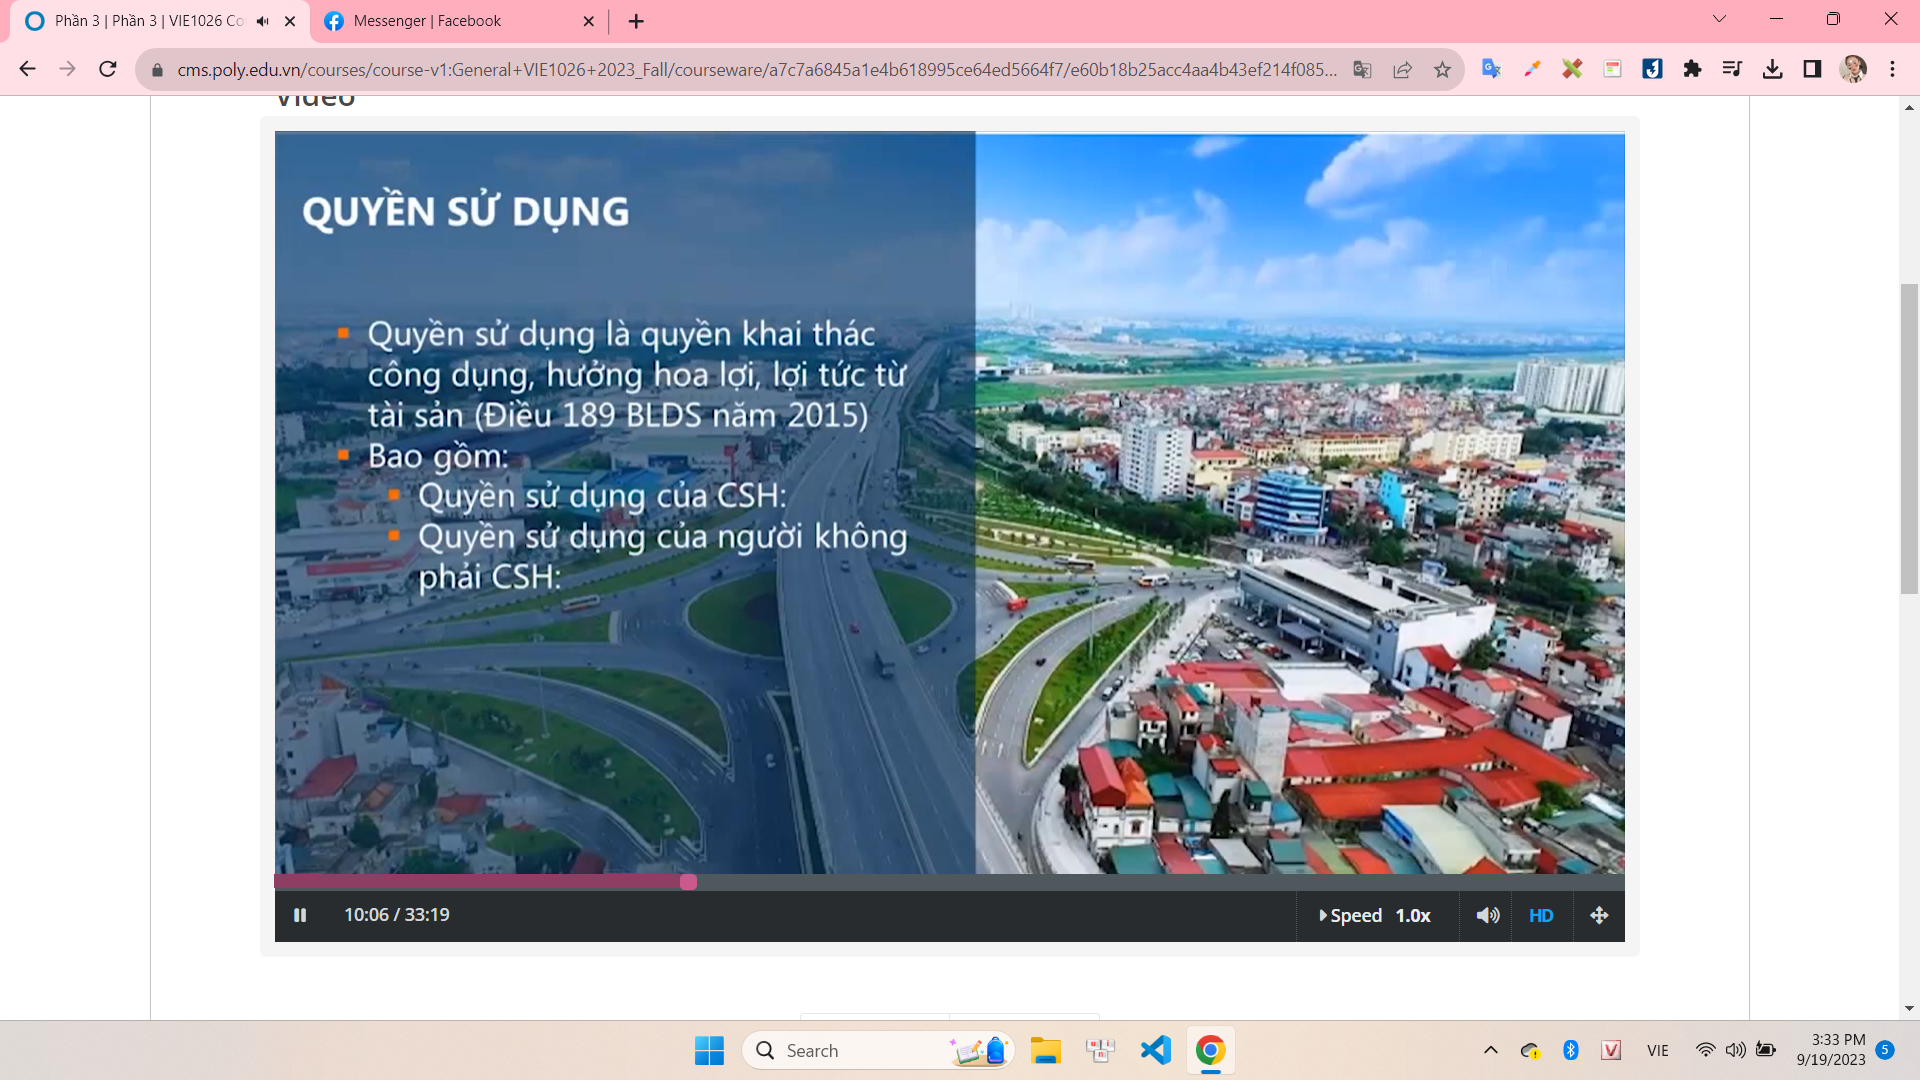 Phần 3 | Phần 3 | VIE1026 Co
Messenger | Facebook
cms.poly.edu.vn/courses/course-v1:General+VIE1026+2023_Fall/courseware/a7c7a6845a1e4b618995ce64ed5664f7/e60b18b25acc4aa4b43ef214f085...
Video
QUYỀN SỬ DỤNG
Quyền sử dụng là quyền khai thác
công dụng, hưởng hoa lợi, lợi tức từ
tài sản (Điều 189 BLDS năm 2015)
Bao gồm:
Quyền sử dụng của CSH:
Quyền sử dụng của người không
phải CSH:
10:06 / 33:19
Speed 1.0x
HD
Search
VIE
3:33 PM
9/19/2023
5